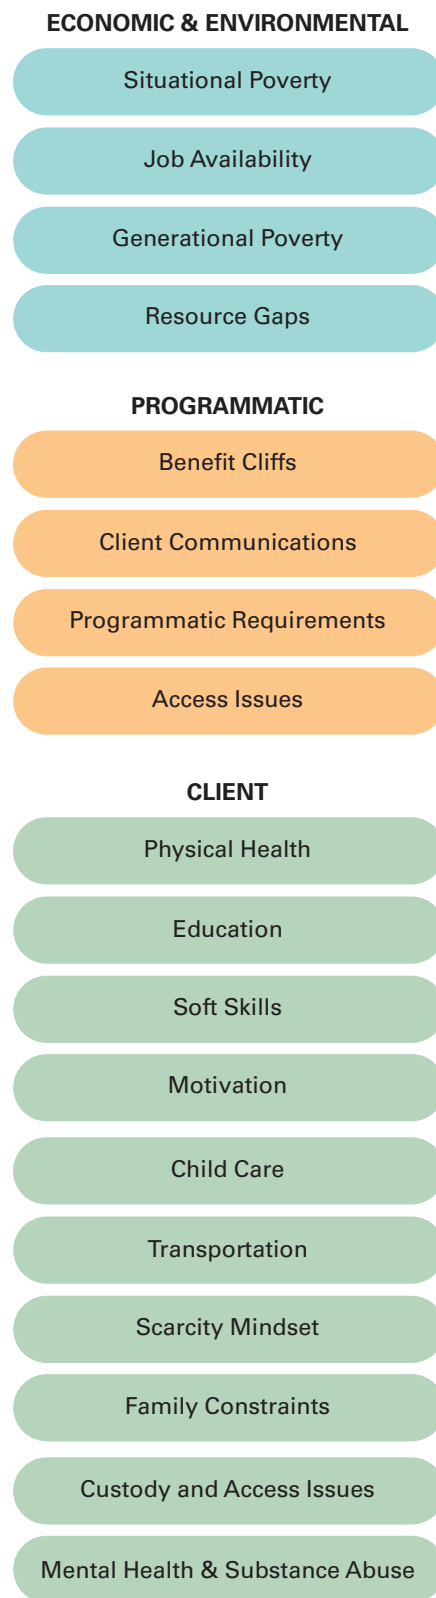 ECONOMIC & ENVIRONMENTAL
Situational Poverty
Job Availability
Generational Poverty
Resource Gaps
PROGRAMMATIC
Benefit Cliffs
Client Communications
Programmatic Requirements
Access Issues
CLIENT
Physical Health
Education
Soft Skills
Motivation
Child Care
Transportation
Scarcity Mindset
Family Constraints
Custody and Access Issues
Mental Health & Substance Abuse